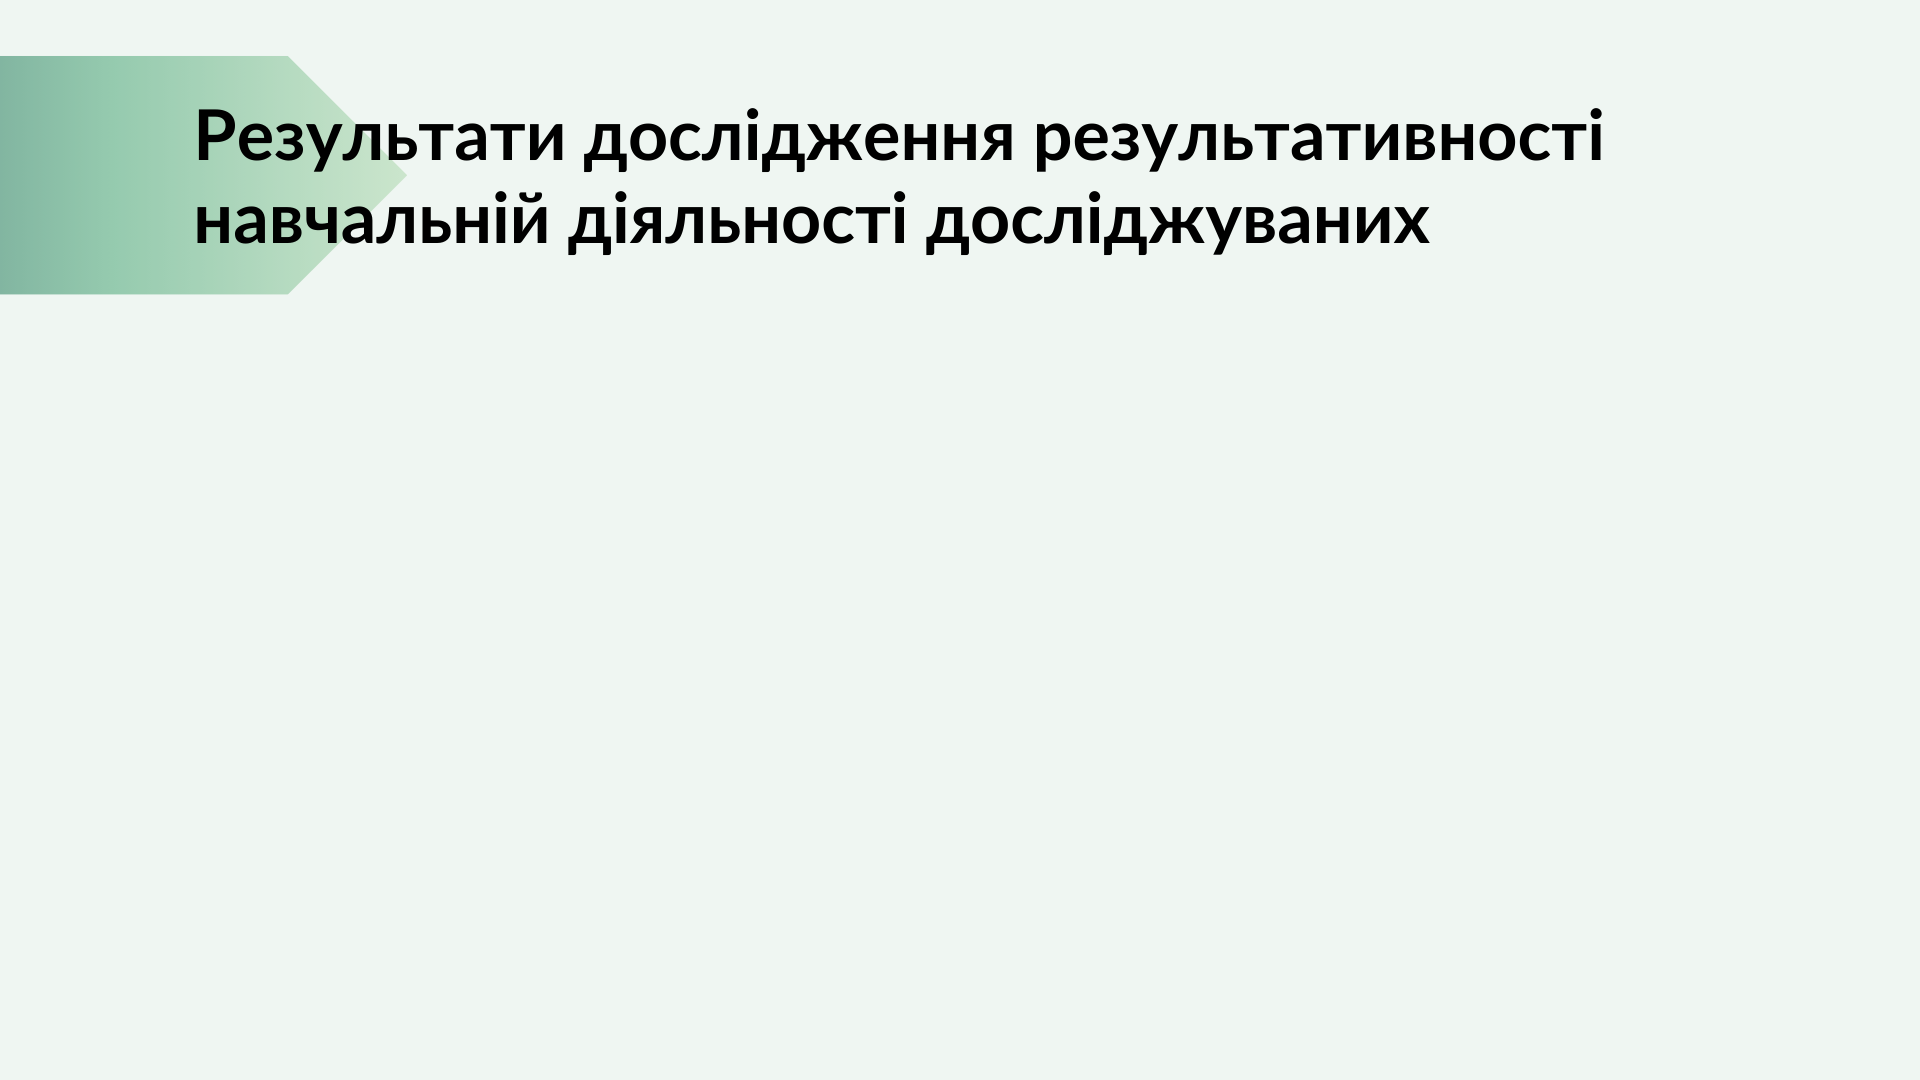 Результати дослідження результативності
навчальній діяльності досліджуваних